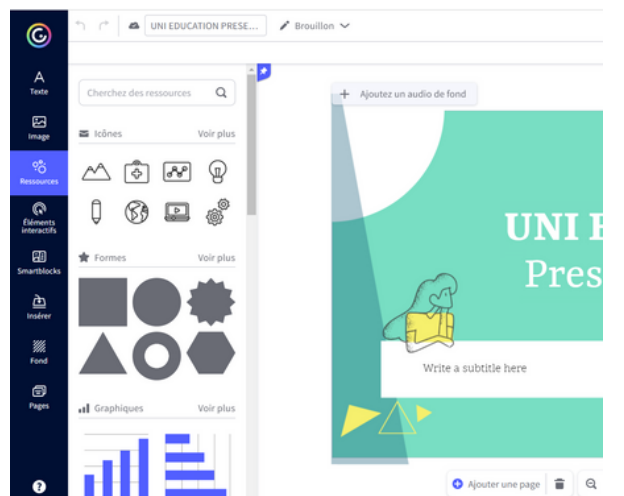 UNI EDUCATION PRESE...
Brouillon
Texte
Image
Ressources
Éléments
interactifs
Smartblocks
Insérer
Fond
Pages
?
Cherchez des ressources
Icônes Voir plus
Formes Voir plus
Graphiques Voir plus
Ajoutez un audio de fond
UNI E
Pres
Write a subtitle here
Ajouter une page